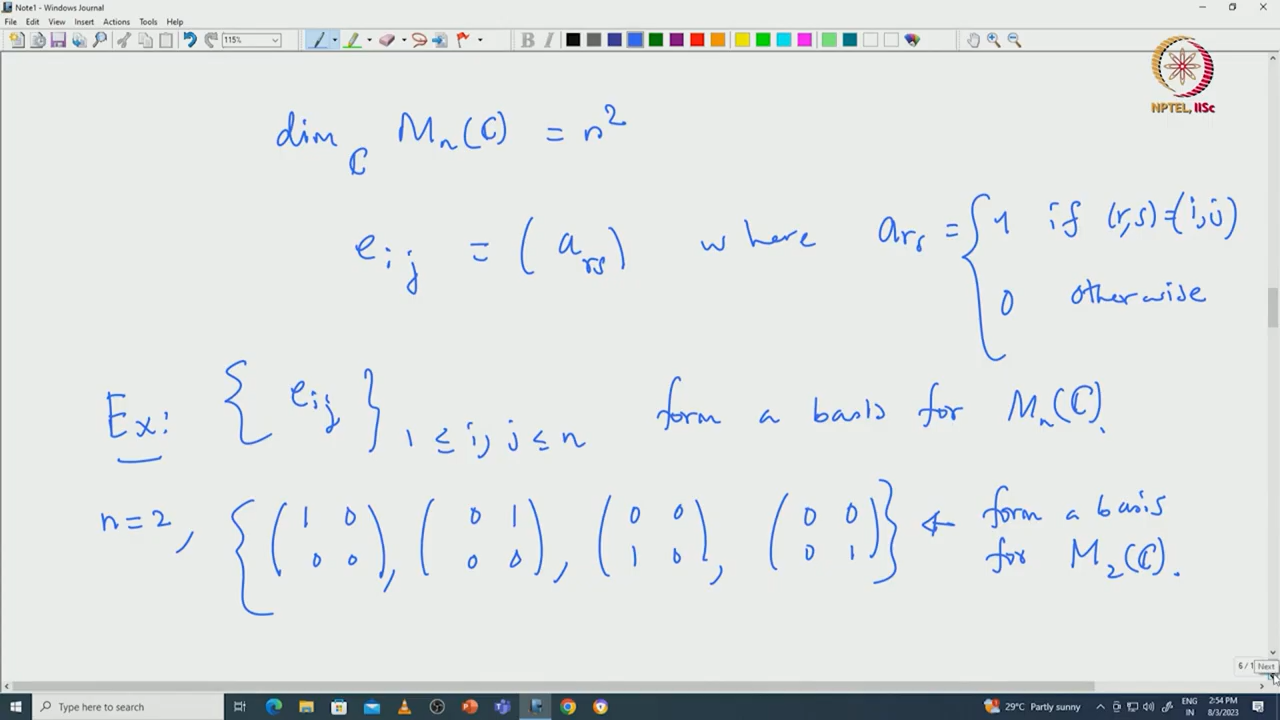 Note1 - Windows Journal
File Edit View Insert Actions Tools Help
115%
NPTEL, IISc
dim_ℂ M_n(ℂ) = n²
e_ij = (a_rs) where a_rs = { 1 if (r,s)=(i,j)
0 otherwise
Ex: { e_ij }_1 ≤ i, j ≤ n form a basis for M_n(ℂ).
n=2, { (1 0 / 0 0), (0 1 / 0 0), (0 0 / 1 0), (0 0 / 0 1) } ← form a basis
for M_2(ℂ).
6 / 1
Next
Type here to search
29°C Partly sunny
ENG
IN
2:54 PM
8/3/2023